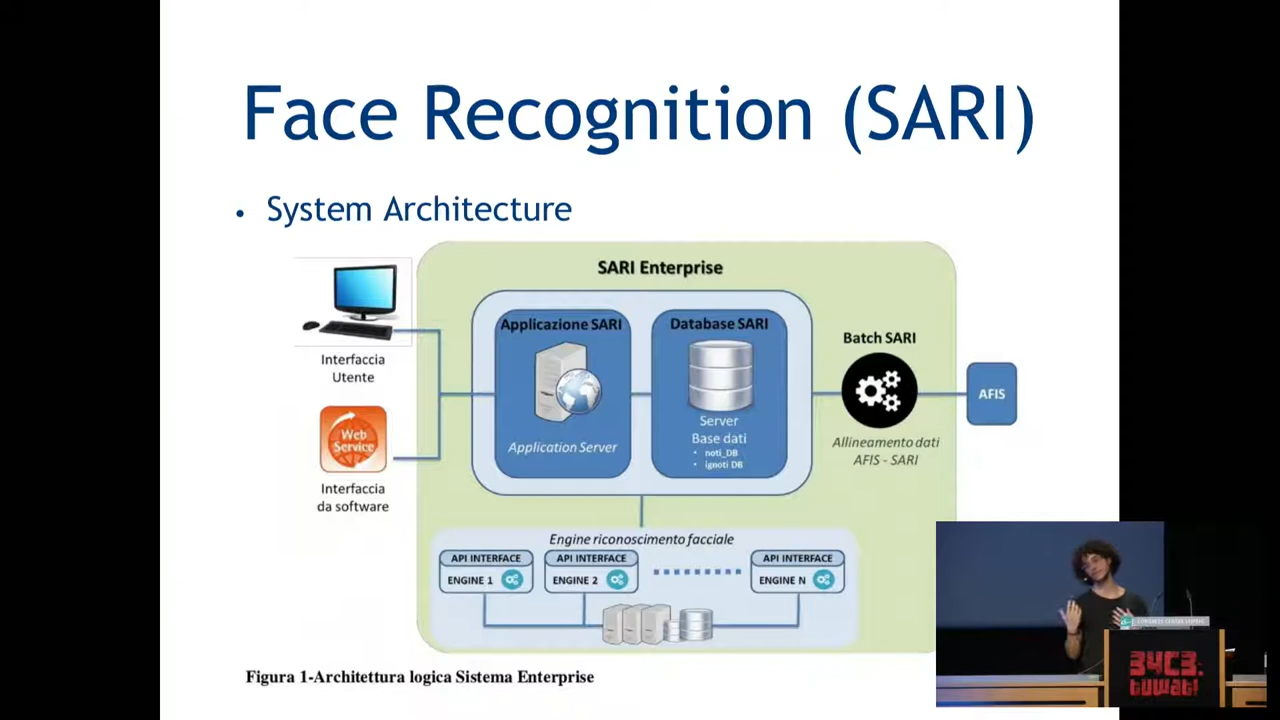 Face Recognition (SARI)
• System Architecture
SARI Enterprise
Applicazione SARI
Application Server
Database SARI
Server
Base dati
• noti_DB
• ignoti DB
Batch SARI
Allineamento dati
AFIS - SARI
AFIS
Interfaccia
Utente
Web
Service
Interfaccia
da software
Engine riconoscimento facciale
API INTERFACE
ENGINE 1
API INTERFACE
ENGINE 2
API INTERFACE
ENGINE N
Figura 1-Architettura logica Sistema Enterprise
34C3.
tuwat!